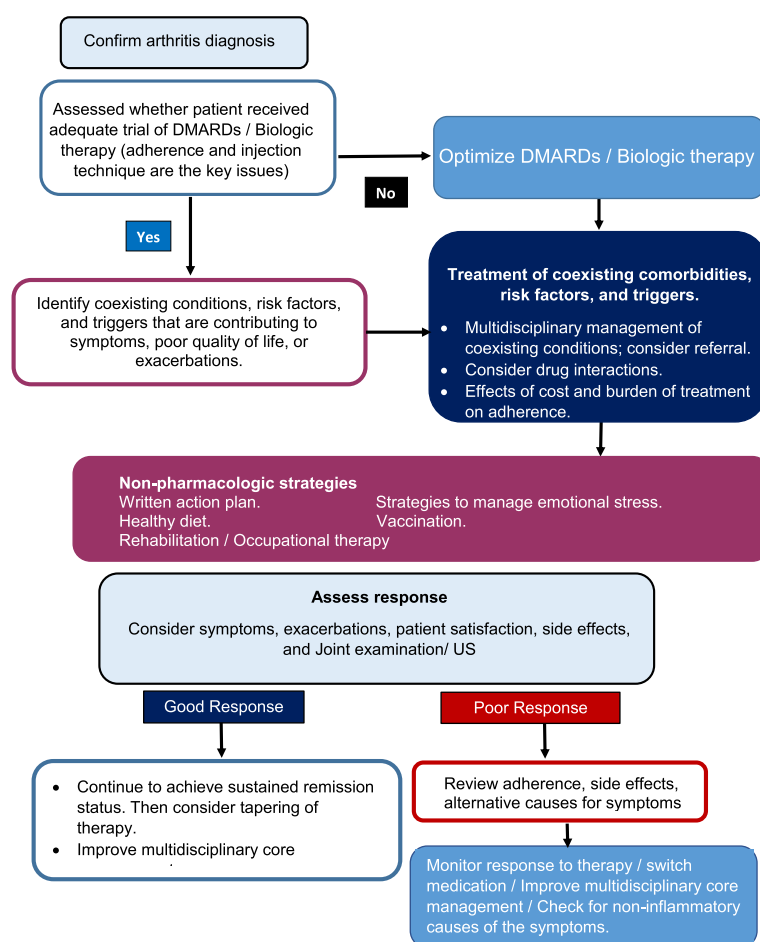 Confirm arthritis diagnosis
Assessed whether patient received
adequate trial of DMARDs / Biologic
therapy (adherence and injection
technique are the key issues)
Optimize DMARDs / Biologic therapy
No
Yes
Identify coexisting conditions, risk factors,
and triggers that are contributing to
symptoms, poor quality of life, or
exacerbations.
Treatment of coexisting comorbidities,
risk factors, and triggers.
• Multidisciplinary management of
coexisting conditions; consider referral.
• Consider drug interactions.
• Effects of cost and burden of treatment
on adherence.
Non-pharmacologic strategies
Written action plan. Strategies to manage emotional stress.
Healthy diet. Vaccination.
Rehabilitation / Occupational therapy
Assess response
Consider symptoms, exacerbations, patient satisfaction, side effects,
and Joint examination/ US
Good Response
Poor Response
• Continue to achieve sustained remission
status. Then consider tapering of
therapy.
• Improve multidisciplinary core
Review adherence, side effects,
alternative causes for symptoms
Monitor response to therapy / switch
medication / Improve multidisciplinary core
management / Check for non-inflammatory
causes of the symptoms.